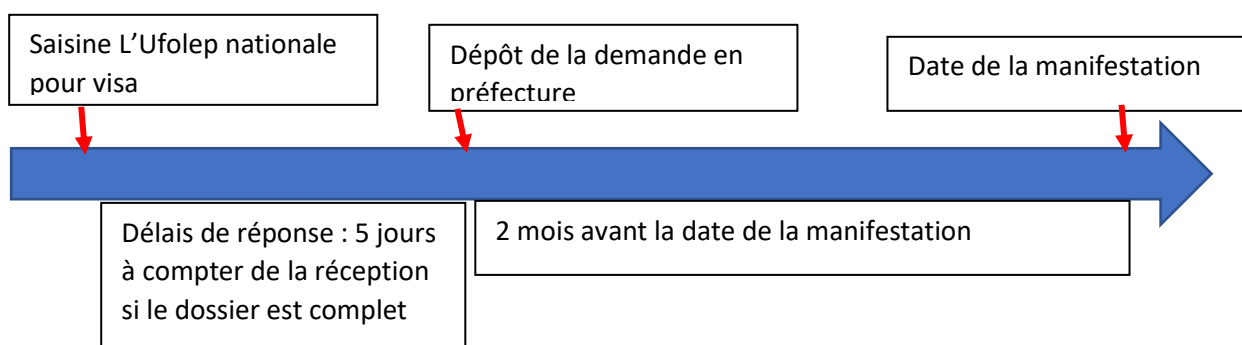 Saisine L'Ufolep nationale
pour visa
Dépôt de la demande en
préfecture
Date de la manifestation
Délais de réponse : 5 jours
à compter de la réception
si le dossier est complet
2 mois avant la date de la manifestation